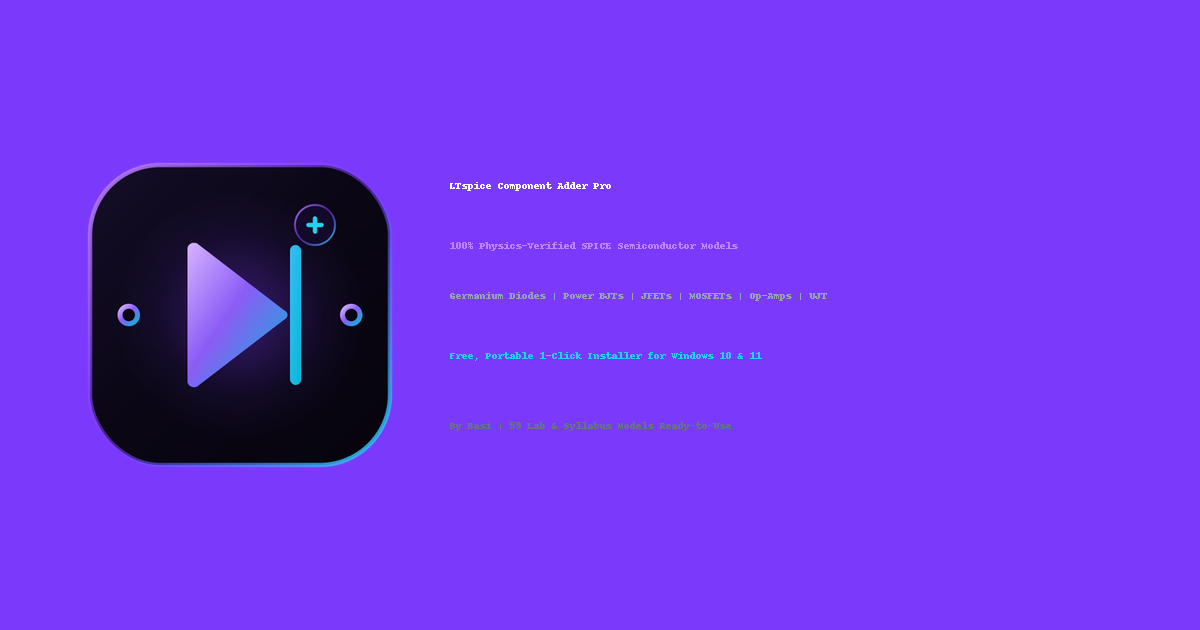 LTspice Component Adder Pro
100% Physics-Verified SPICE Semiconductor Models
Germanium Diodes | Power BJTs | JFETs | MOSFETs | Op-Amps | UJT
Free, Portable 1-Click Installer for Windows 10 & 11
By Rasi | 53 Lab & Syllabus Models Ready-to-Use